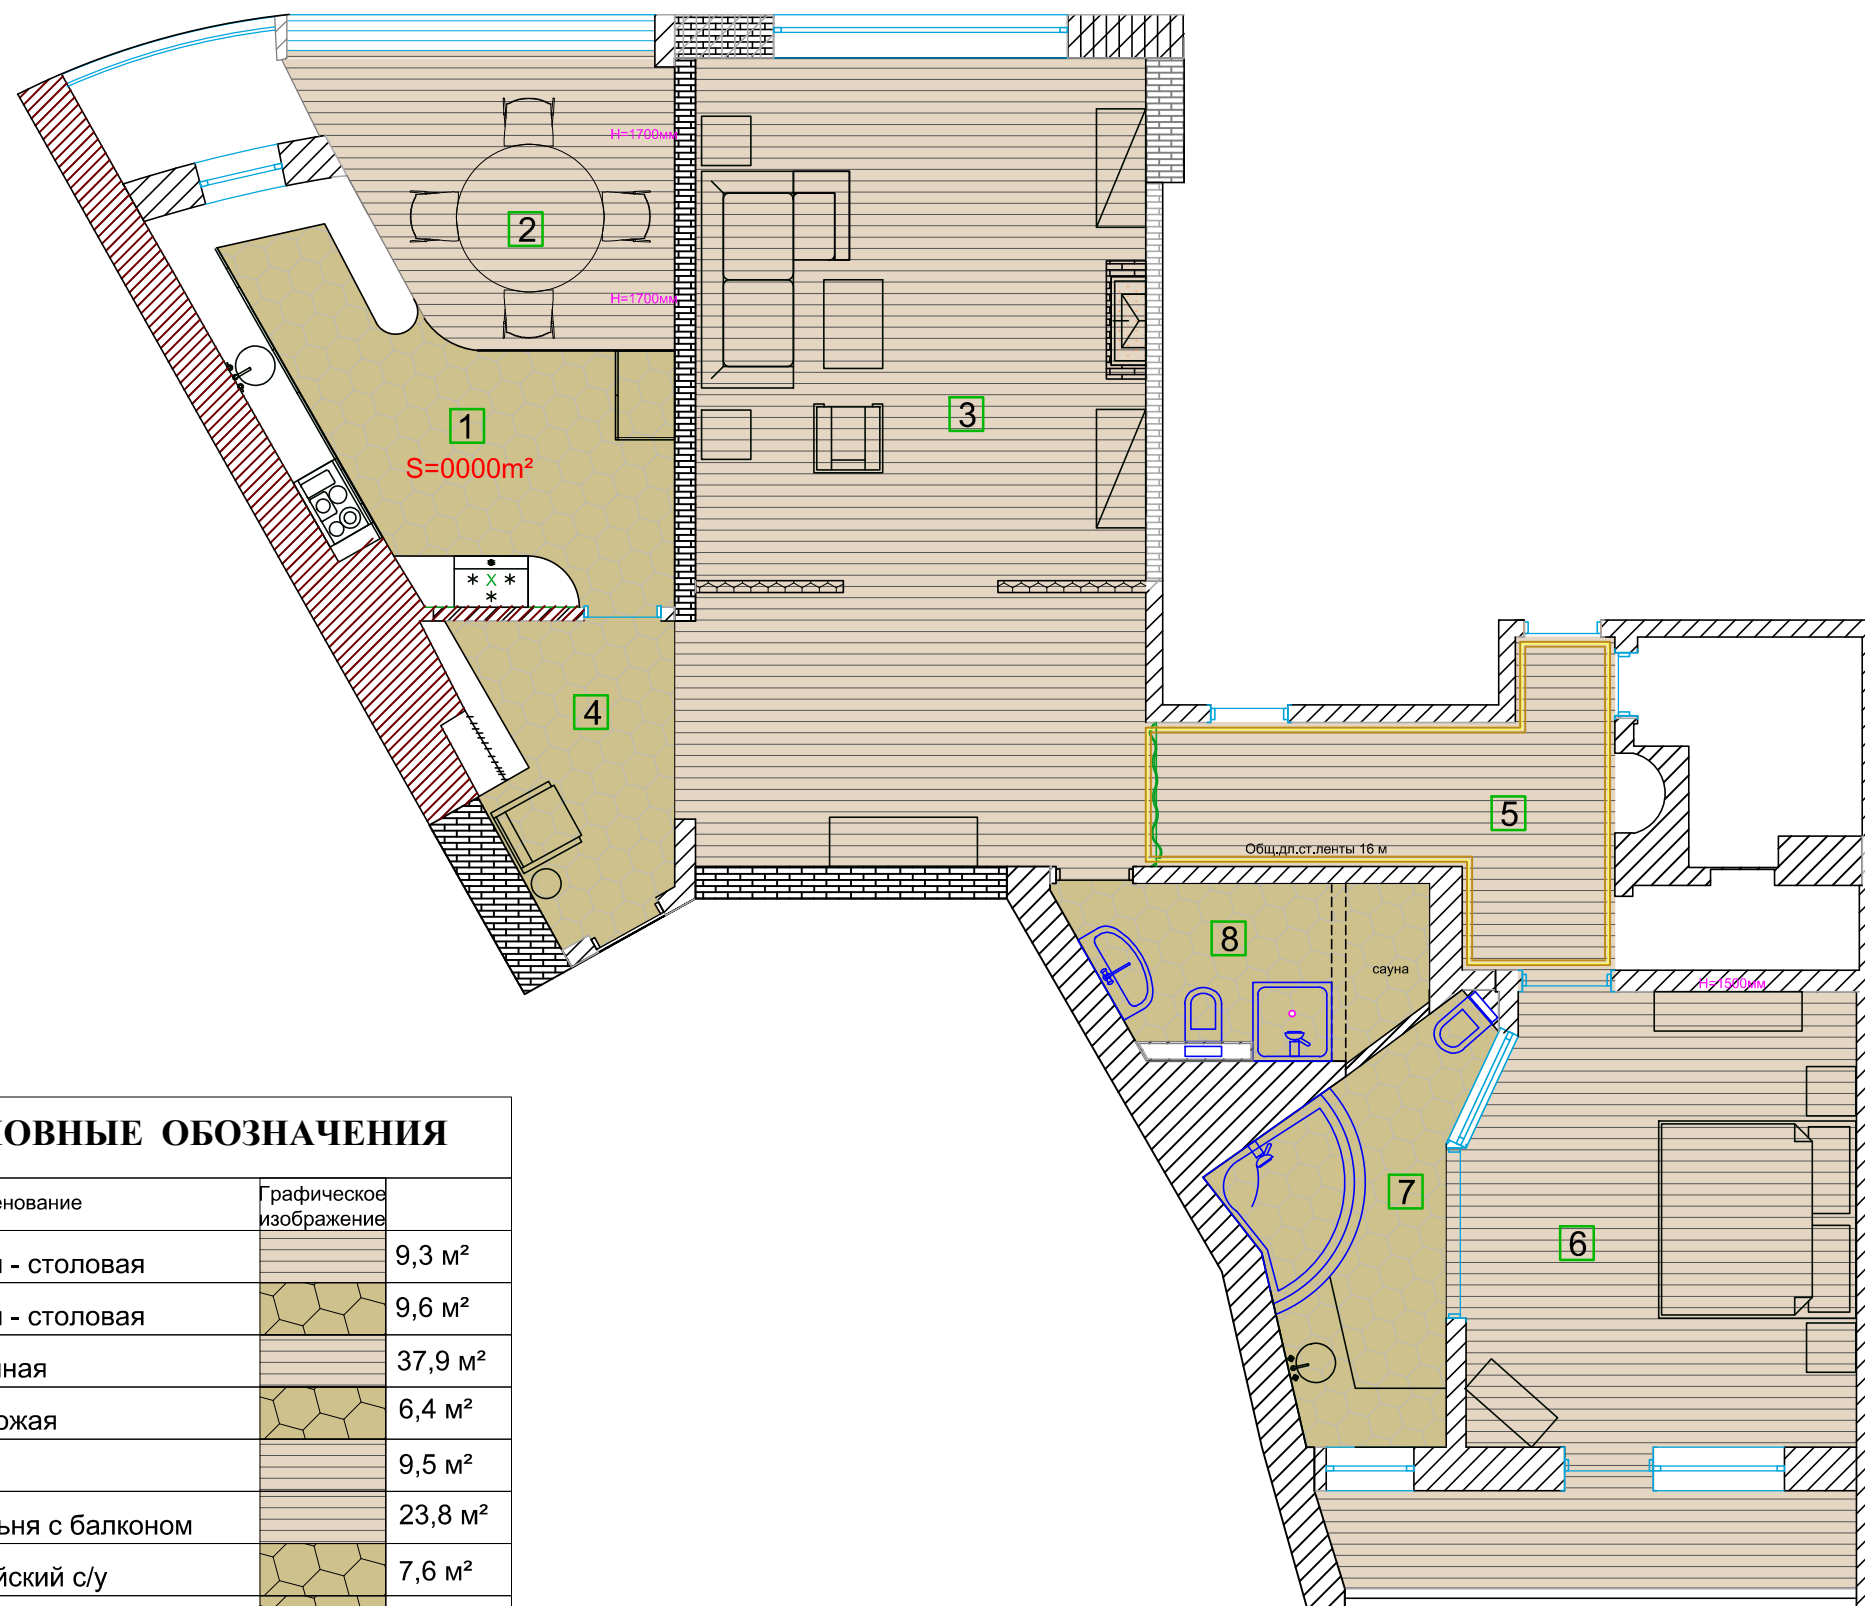 H=1700мм
2
H=1700мм
3
1
S=0000m²
4
5
Общ.дл.ст.ленты 16 м
8
сауна
H=1500мм
7
6
ОВНЫЕ ОБОЗНАЧЕНИЯ
енование
Графическое
изображение
- столовая
9,3 м²
- столовая
9,6 м²
ная
37,9 м²
ожая
6,4 м²
9,5 м²
ьня с балконом
23,8 м²
йский с/у
7,6 м²